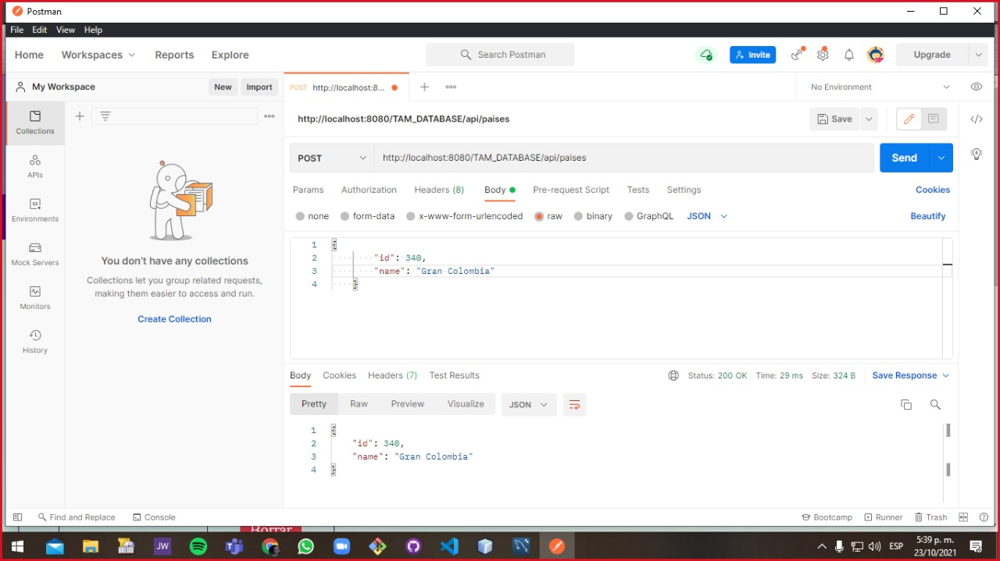 Postman
File Edit View Help
Home Workspaces Reports Explore Search Postman Invite Upgrade
My Workspace New Import POST http://localhost:8... No Environment
Collections
APIs
Environments
Mock Servers
Monitors
History
You don't have any collections
Collections let you group related requests,
making them easier to access and run.
Create Collection
http://localhost:8080/TAM_DATABASE/api/paises Save
POST http://localhost:8080/TAM_DATABASE/api/paises Send
Params Authorization Headers (8) Body Pre-request Script Tests Settings Cookies
none form-data x-www-form-urlencoded raw binary GraphQL JSON Beautify
1 {
2 "id": 340,
3 "name": "Gran Colombia"
4 }
Body Cookies Headers (7) Test Results Status: 200 OK Time: 29 ms Size: 324 B Save Response
Pretty Raw Preview Visualize JSON
1 {
2 "id": 340,
3 "name": "Gran Colombia"
4 }
Find and Replace Console Bootcamp Runner Trash
Borrar
JW
ESP
5:39 p. m.
23/10/2021